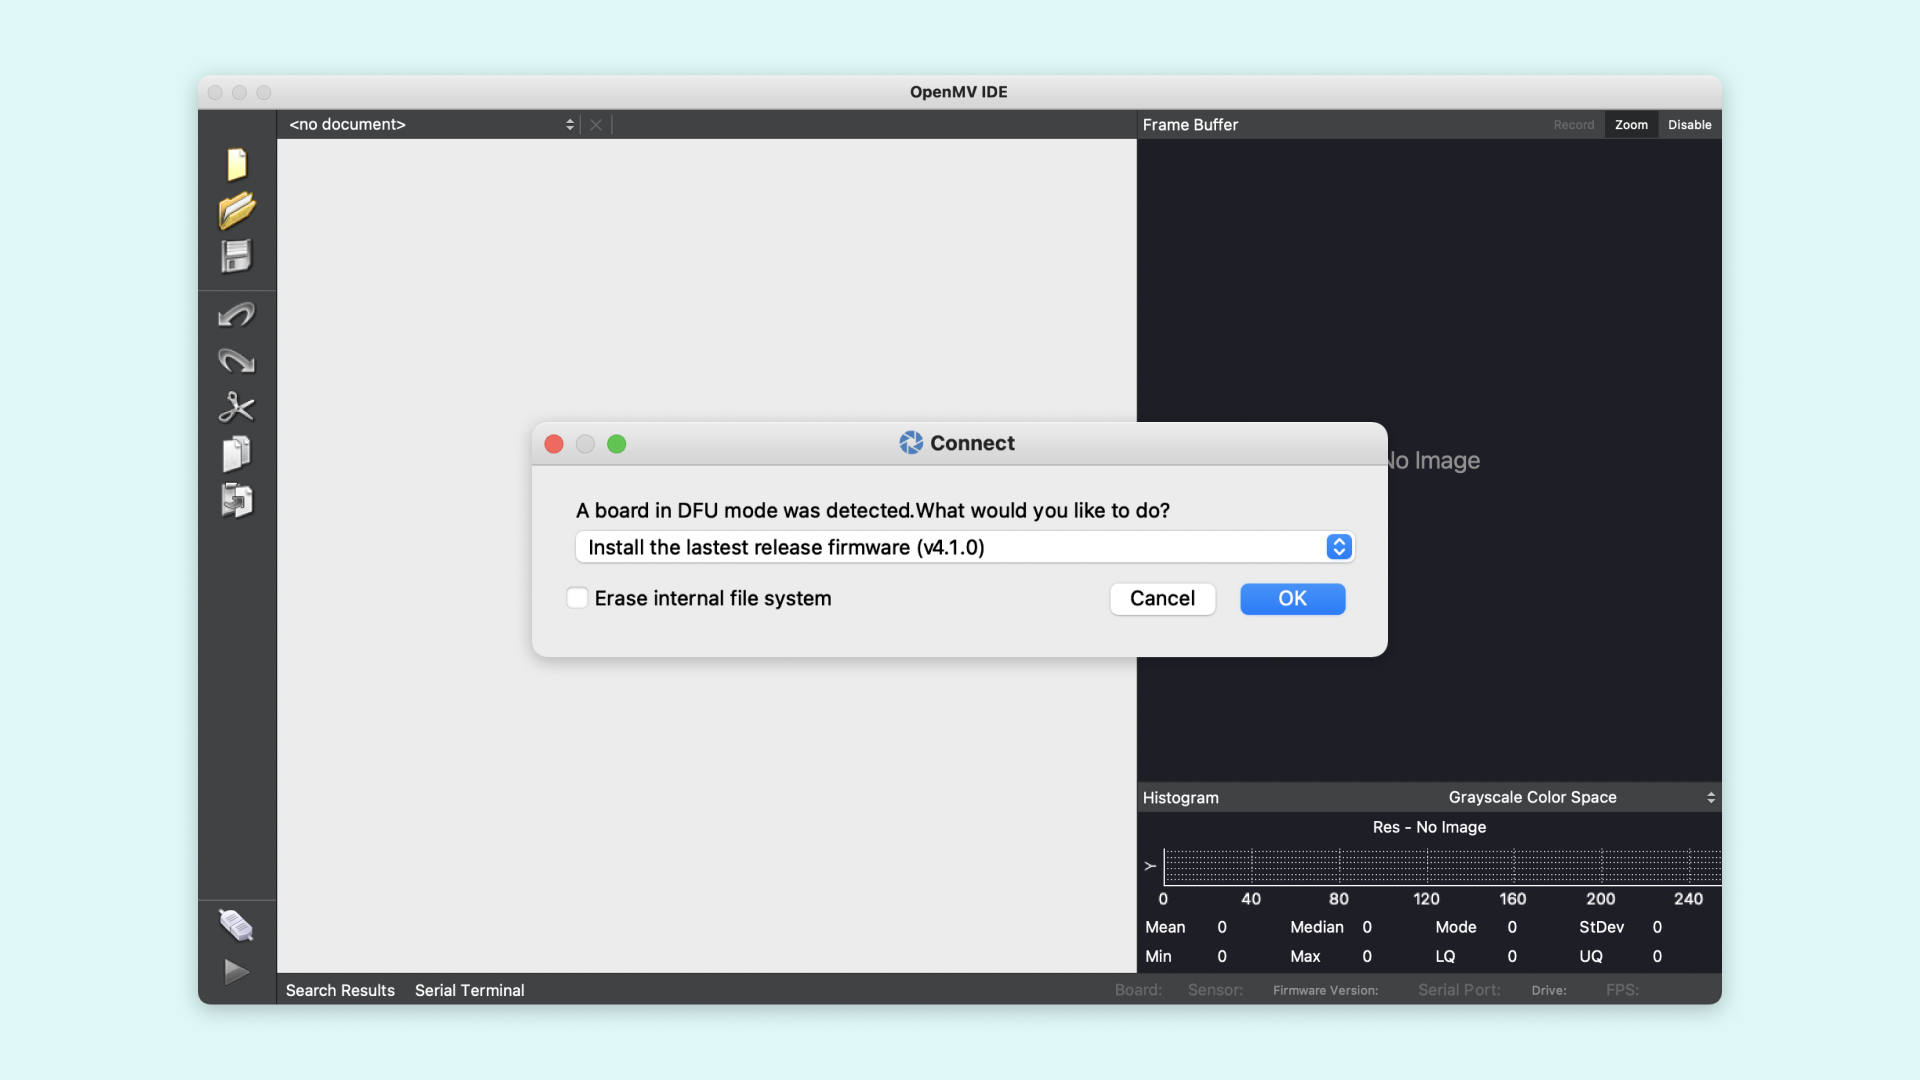 OpenMV IDE
<no document>
Frame Buffer
Record
Zoom
Disable
No Image
Connect
A board in DFU mode was detected.What would you like to do?
Install the lastest release firmware (v4.1.0)
Erase internal file system
Cancel
OK
Histogram
Grayscale Color Space
Res - No Image
Y
0 40 80 120 160 200 240
Mean 0 Median 0 Mode 0 StDev 0
Min 0 Max 0 LQ 0 UQ 0
Search Results Serial Terminal
Board: Sensor: Firmware Version: Serial Port: Drive: FPS: